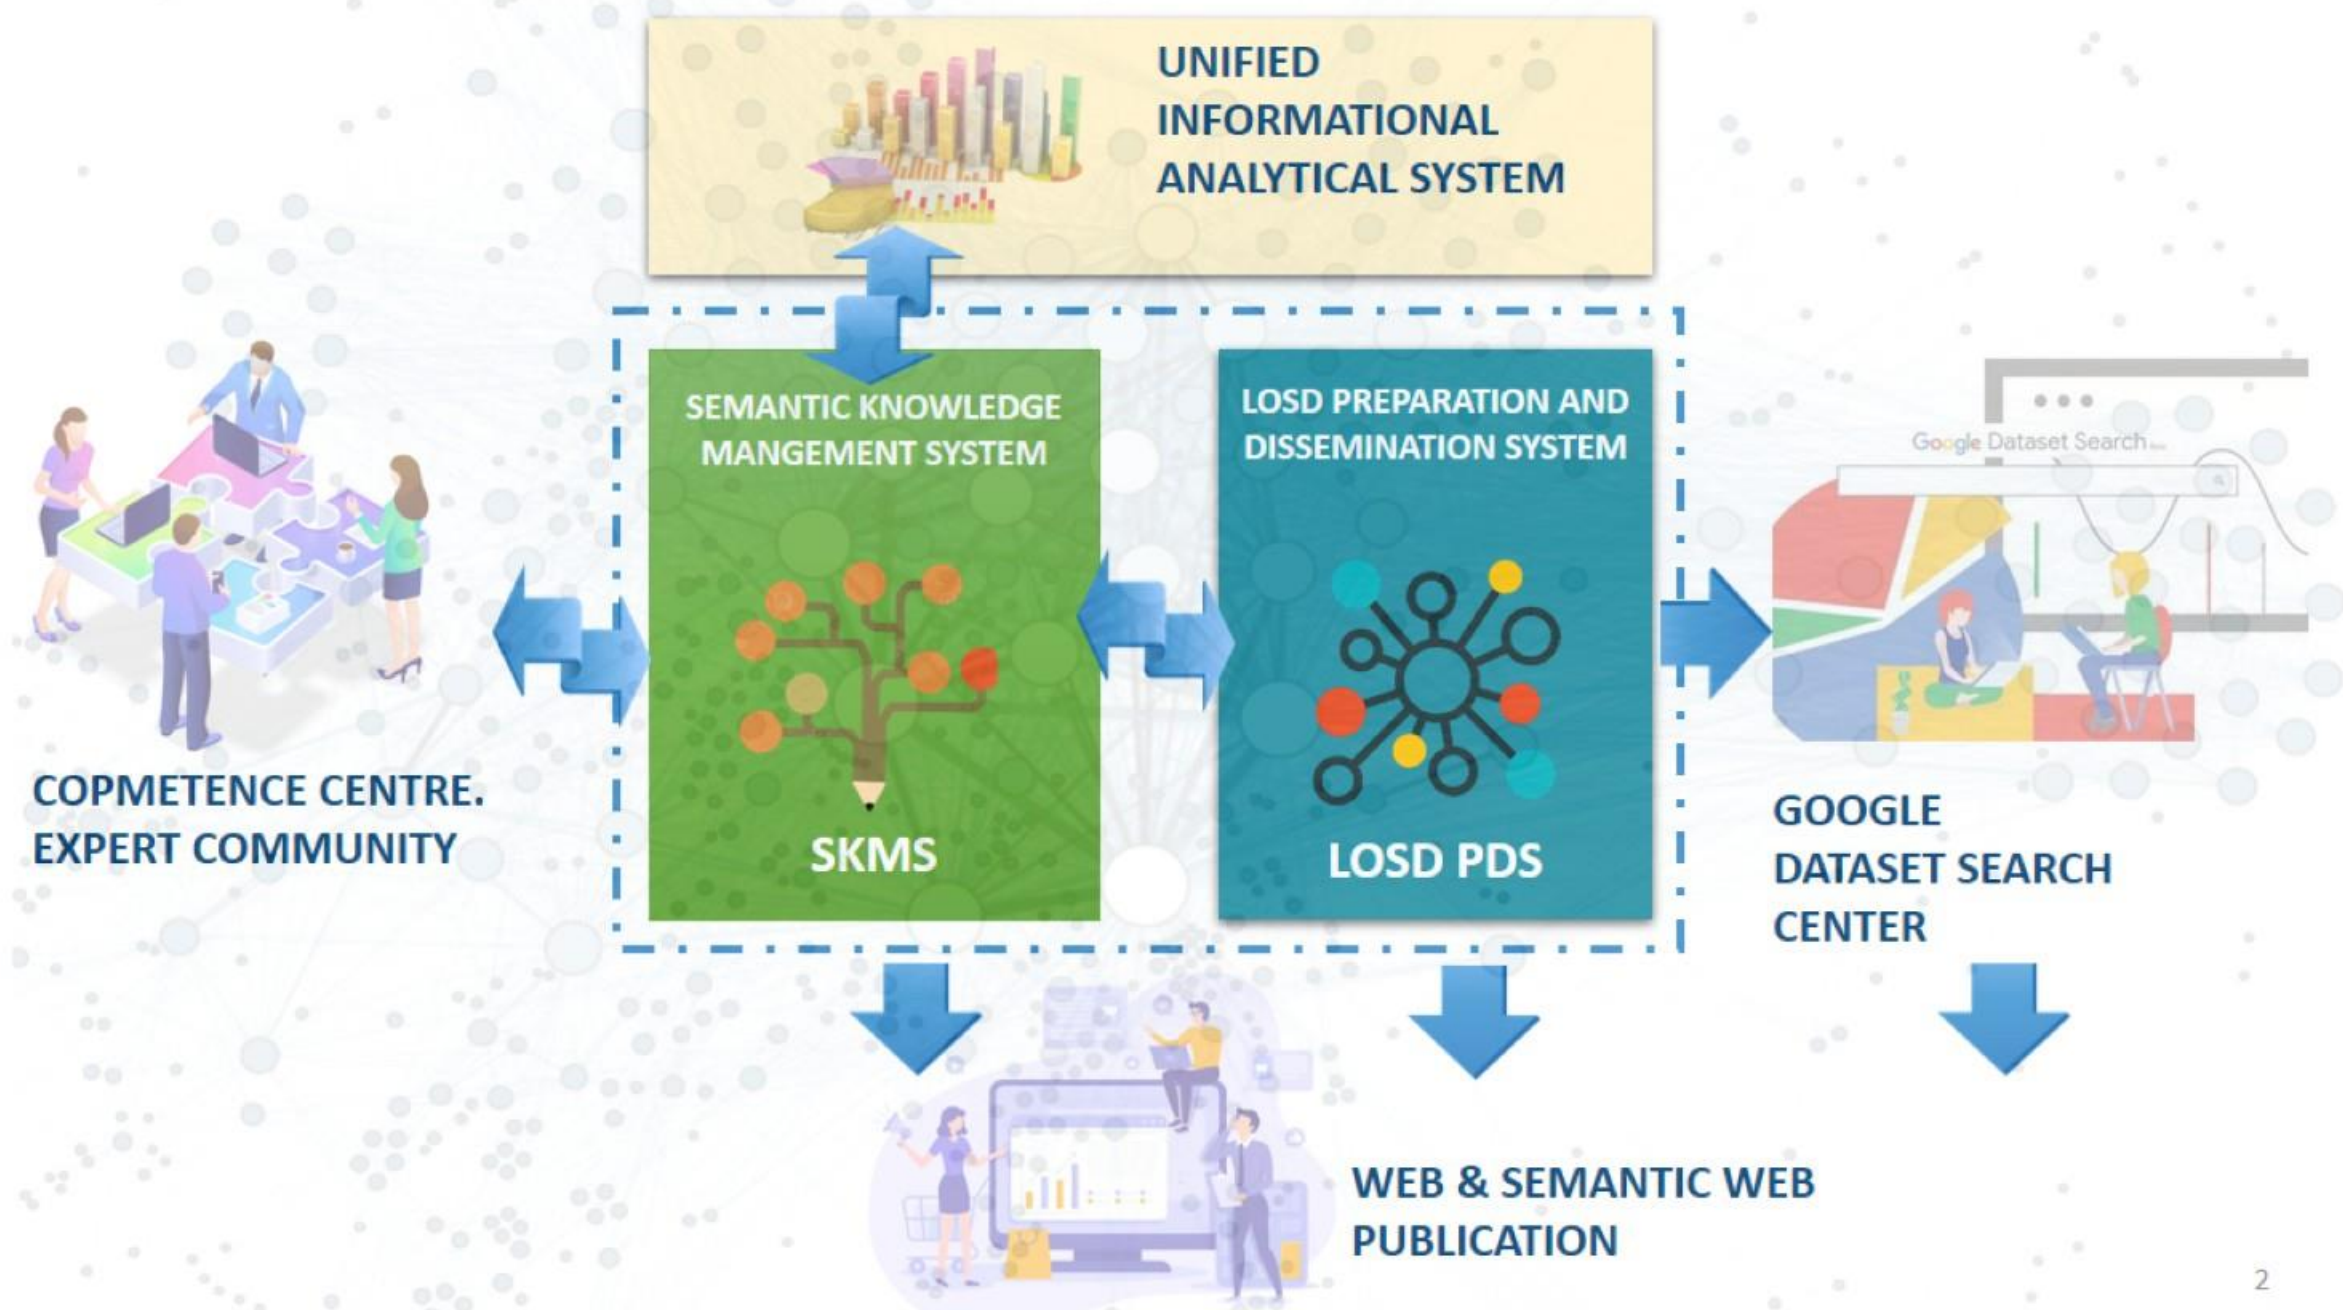 UNIFIED
INFORMATIONAL
ANALYTICAL SYSTEM
SEMANTIC KNOWLEDGE
MANGEMENT SYSTEM
SKMS
LOSD PREPARATION AND
DISSEMINATION SYSTEM
LOSD PDS
COPMETENCE CENTRE.
EXPERT COMMUNITY
Google Dataset Search
GOOGLE
DATASET SEARCH
CENTER
WEB & SEMANTIC WEB
PUBLICATION
2